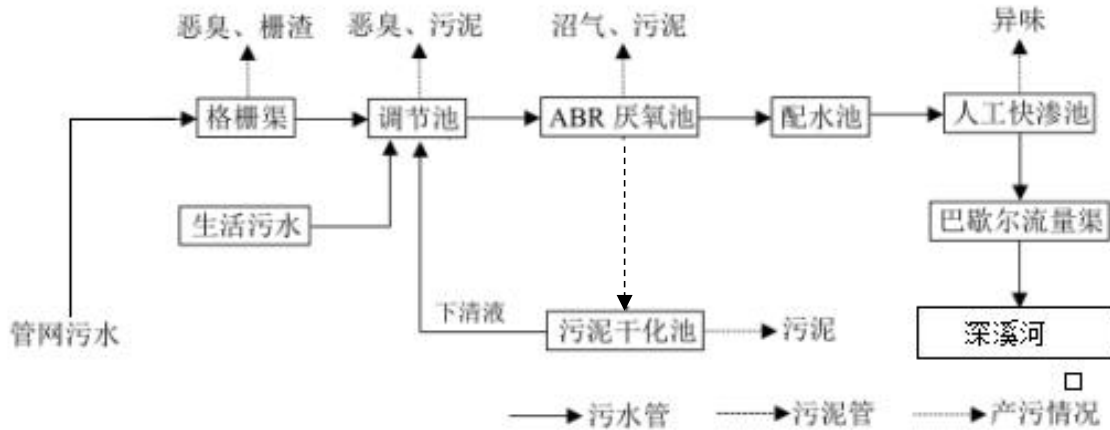 恶臭、栅渣
恶臭、污泥
沼气、污泥
异味
格栅渠
调节池
ABR 厌氧池
配水池
人工快渗池
生活污水
巴歇尔流量渠
管网污水
下清液
污泥干化池
污泥
深溪河
污水管
污泥管
产污情况